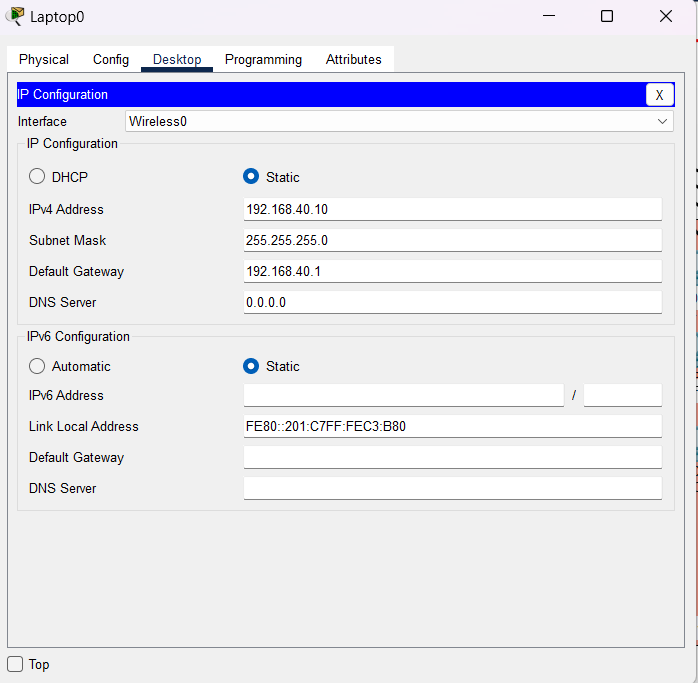 Laptop0
Physical Config Desktop Programming Attributes
IP Configuration X
Interface Wireless0
IP Configuration
DHCP Static
IPv4 Address 192.168.40.10
Subnet Mask 255.255.255.0
Default Gateway 192.168.40.1
DNS Server 0.0.0.0
IPv6 Configuration
Automatic Static
IPv6 Address /
Link Local Address FE80::201:C7FF:FEC3:B80
Default Gateway
DNS Server
Top